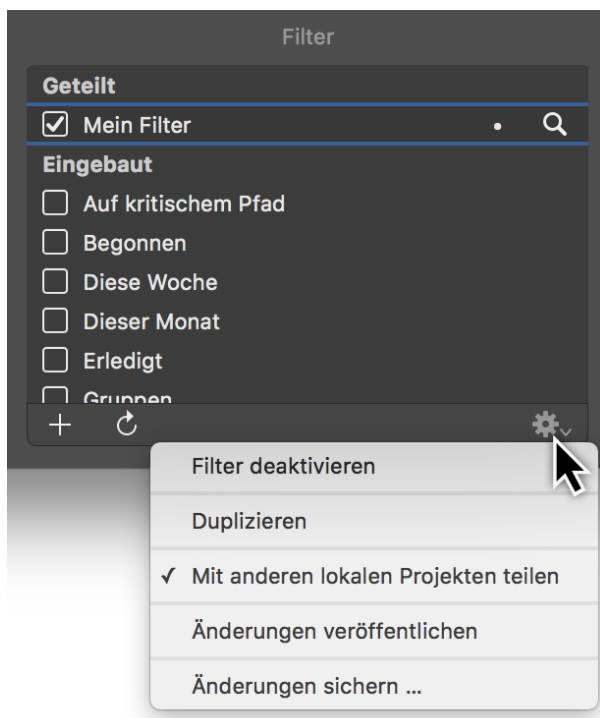 Filter
Geteilt
Mein Filter
Eingebaut
Auf kritischem Pfad
Begonnen
Diese Woche
Dieser Monat
Erledigt
Gruppen
Filter deaktivieren
Duplizieren
✓ Mit anderen lokalen Projekten teilen
Änderungen veröffentlichen
Änderungen sichern ...